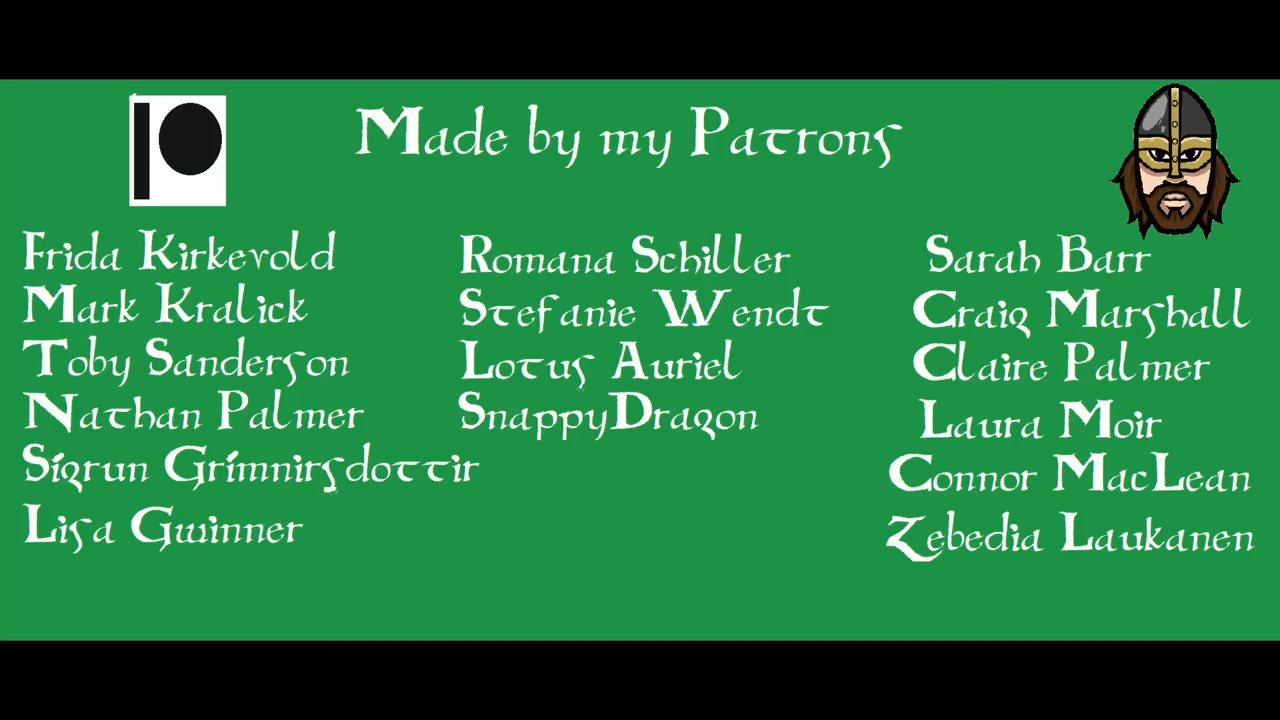 Made by my Patrons
Frida Kirkevold
Mark Kralick
Toby Sanderson
Nathan Palmer
Sigrun Grímnirsdottir
Lisa Gwinner
Romana Schiller
Stefanie Wendt
Lotus Auriel
SnappyDragon
Sarah Barr
Craig Marshall
Claire Palmer
Laura Moir
Connor MacLean
Zebedia Laukanen